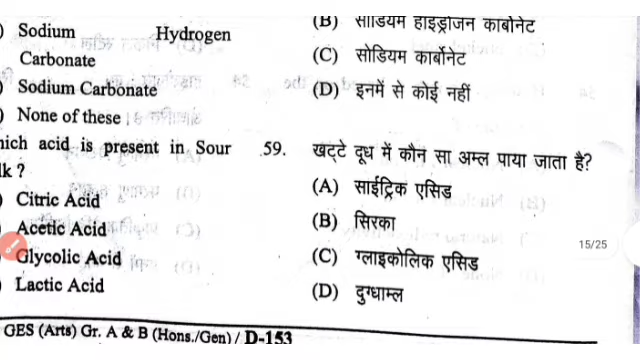 ) Sodium Hydrogen
Carbonate
) Sodium Carbonate
) None of these
hich acid is present in Sour
lk ?
) Citric Acid
) Acetic Acid
) Glycolic Acid
) Lactic Acid
GES (Arts) Gr. A & B (Hons./Gen) / D-153
(B) सोडियम हाइड्रोजन कार्बोनेट
(C) सोडियम कार्बोनेट
(D) इनमें से कोई नहीं
59. खट्टे दूध में कौन सा अम्ल पाया जाता है?
(A) साईट्रिक एसिड
(B) सिरका
(C) ग्लाइकोलिक एसिड
(D) दुग्धाम्ल
15/25